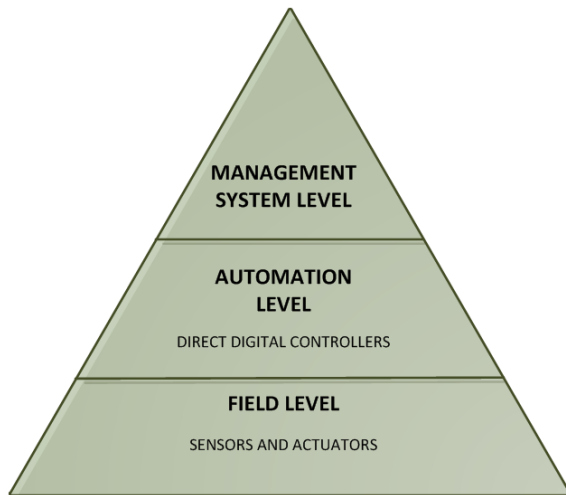 MANAGEMENT
SYSTEM LEVEL
AUTOMATION
LEVEL
DIRECT DIGITAL CONTROLLERS
FIELD LEVEL
SENSORS AND ACTUATORS